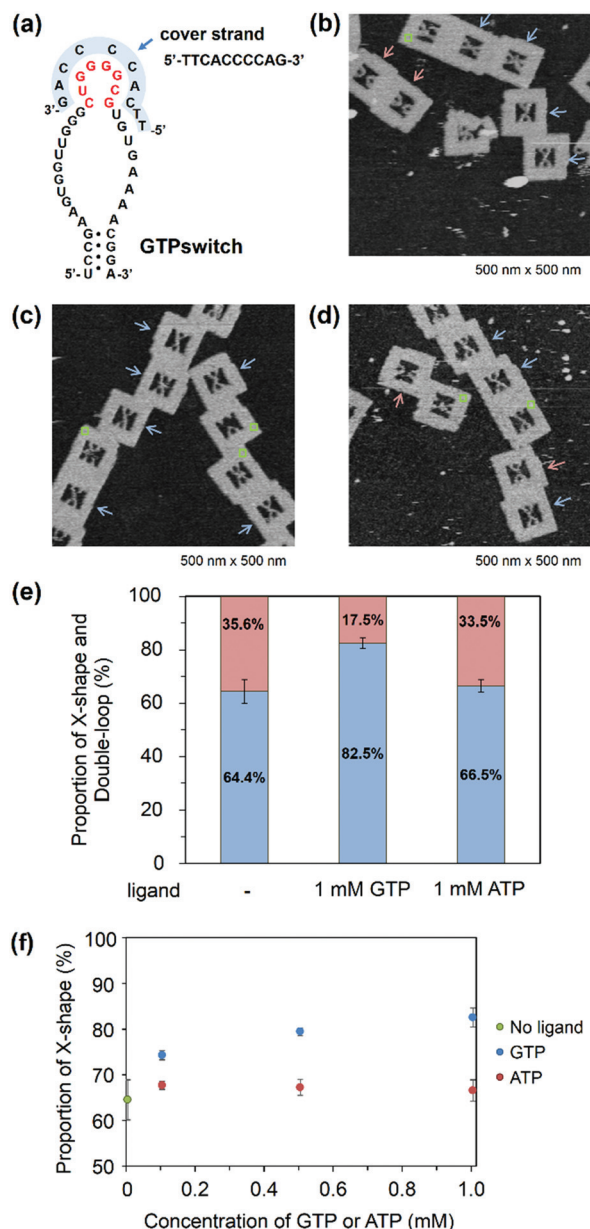 (a)
cover strand
5'-TTCACCCCAG-3'
GACCCCACTT
3'-
-5'
GTPswitch
5'-UCCG
CGGA-3'
(b)
500 nm x 500 nm
(c)
500 nm x 500 nm
(d)
500 nm x 500 nm
(e)
Proportion of X-shape and
Double-loop (%)
100
80
60
40
20
0
35.6%
17.5%
33.5%
64.4%
82.5%
66.5%
ligand - 1 mM GTP 1 mM ATP
(f)
Proportion of X-shape (%)
100
90
80
70
60
50
0 0.2 0.4 0.6 0.8 1.0
Concentration of GTP or ATP (mM)
No ligand
GTP
ATP